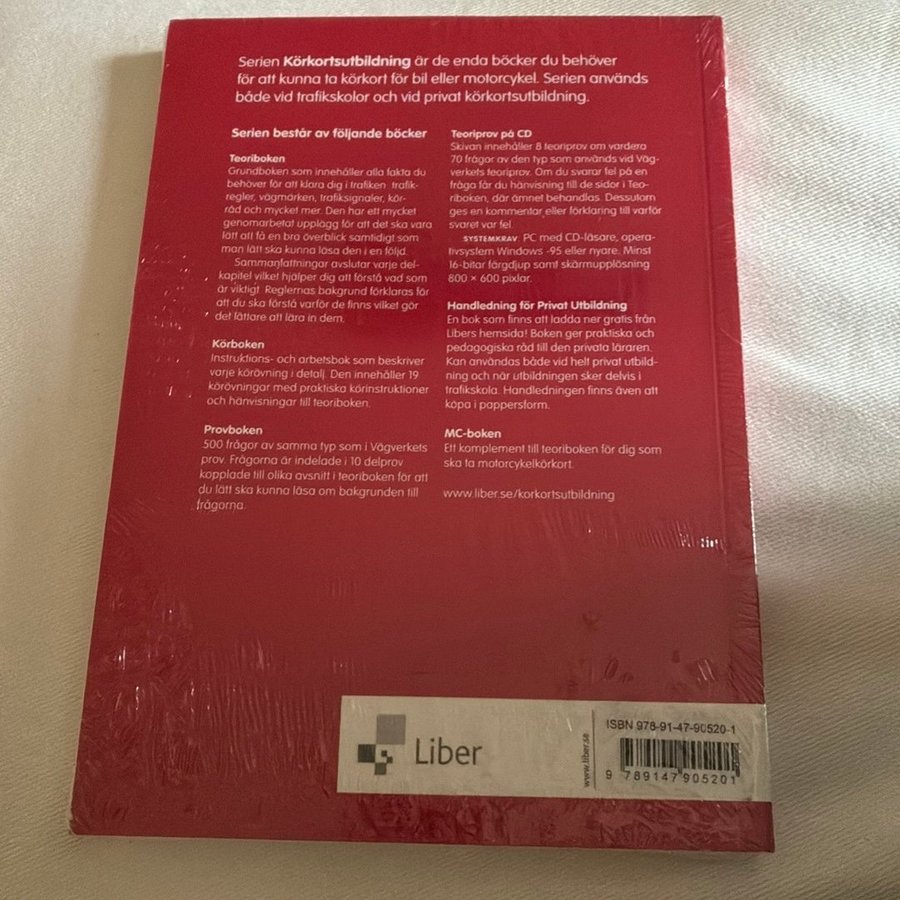 Serien Körkortsutbildning är de enda böcker du behöver
för att kunna ta körkort för bil eller motorcykel. Serien används
både vid trafikskolor och vid privat körkortsutbildning.
Serien består av följande böcker
Teoriboken
Grundboken som innehåller alla fakta du
behöver för att klara dig i trafiken trafik-
regler, vägmärken, trafiksignaler, kör-
råd och mycket mer. Den har ett mycket
genomarbetat upplägg för att det ska vara
lätt att få en bra överblick samtidigt som
man lätt ska kunna läsa den i en följd.
Sammanfattningar avslutar varje del-
kapitel vilket hjälper dig att förstå vad som
är viktigt. Reglernas bakgrund förklaras för
att du ska förstå varför de finns vilket gör
det lättare att lära in dem.
Körboken
Instruktions- och arbetsbok som beskriver
varje körövning i detalj. Den innehåller 19
körövningar med praktiska körinstruktioner
och hänvisningar till teoriboken.
Provboken
500 frågor av samma typ som i Vägverkets
prov. Frågorna är indelade i 10 delprov
kopplade till olika avsnitt i teoriboken för att
du lätt ska kunna läsa om bakgrunden till
frågorna.
Teoriprov på CD
Skivan innehåller 8 teoriprov om vardera
70 frågor av den typ som används vid Väg-
verkets teoriprov. Om du svarar fel på en
fråga får du hänvisning till de sidor i Teo-
riboken, där ämnet behandlas. Dessutom
ges en kommentar eller förklaring till varför
svaret var fel.
SYSTEMKRAV PC med CD-läsare, opera-
tivsystem Windows -95 eller nyare. Minst
16-bitar färgdjup samt skärmupplösning
800 × 600 pixlar.
Handledning för Privat Utbildning
En bok som finns att ladda ner gratis från
Libers hemsida! Boken ger praktiska och
pedagogiska råd till den privata läraren.
Kan användas både vid helt privat utbild-
ning och när utbildningen sker delvis i
trafikskola. Handledningen finns även att
köpa i pappersform.
MC-boken
Ett komplement till teoriboken för dig som
ska ta motorcykelkörkort.
www.liber.se/korkortsutbildning
Liber
www.liber.se
ISBN 978-91-47-90520-1
9 789147 905201